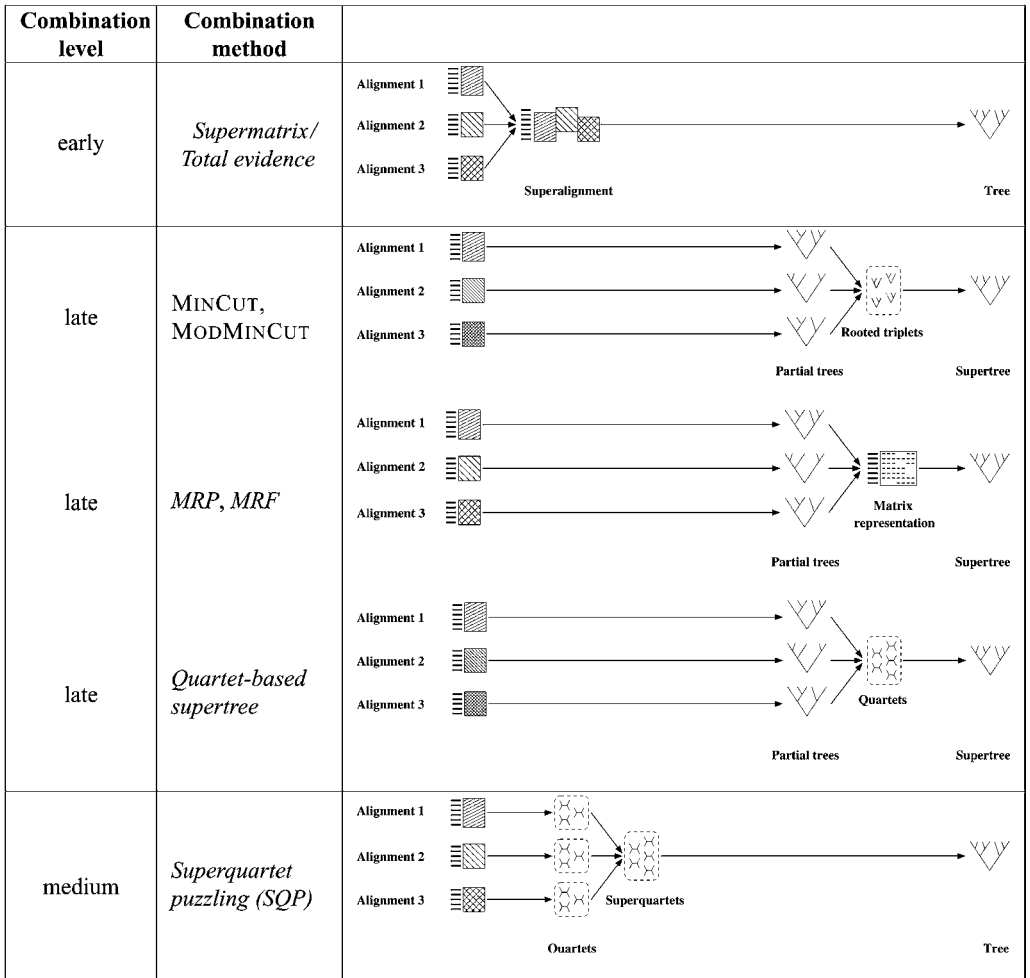 Combination level
Combination method
early
Supermatrix/
Total evidence
Alignment 1
Alignment 2
Alignment 3
Superalignment
Tree
late
MINCUT,
MODMINCUT
Alignment 1
Alignment 2
Alignment 3
Rooted triplets
Partial trees
Supertree
late
MRP, MRF
Alignment 1
Alignment 2
Alignment 3
Matrix
representation
Partial trees
Supertree
late
Quartet-based
supertree
Alignment 1
Alignment 2
Alignment 3
Quartets
Partial trees
Supertree
medium
Superquartet
puzzling (SQP)
Alignment 1
Alignment 2
Alignment 3
Superquartets
Ouartets
Tree